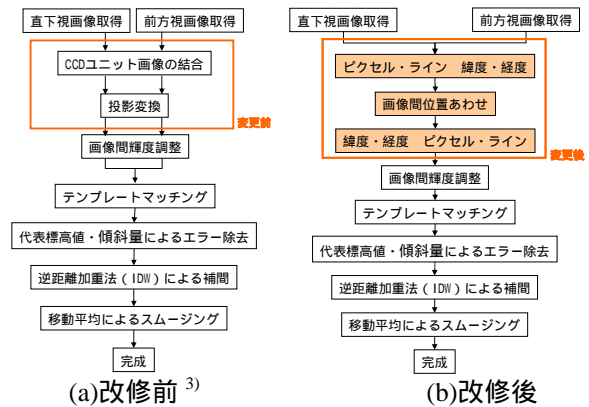 直下視画像取得
前方視画像取得
CCDユニット画像の結合
投影変換
変更前
画像間輝度調整
テンプレートマッチング
代表標高値・傾斜量によるエラー除去
逆距離加重法(IDW)による補間
移動平均によるスムージング
完成
(a)改修前 3)
直下視画像取得
前方視画像取得
ピクセル・ライン 緯度・経度
画像間位置あわせ
緯度・経度 ピクセル・ライン
変更後
画像間輝度調整
テンプレートマッチング
代表標高値・傾斜量によるエラー除去
逆距離加重法(IDW)による補間
移動平均によるスムージング
完成
(b)改修後